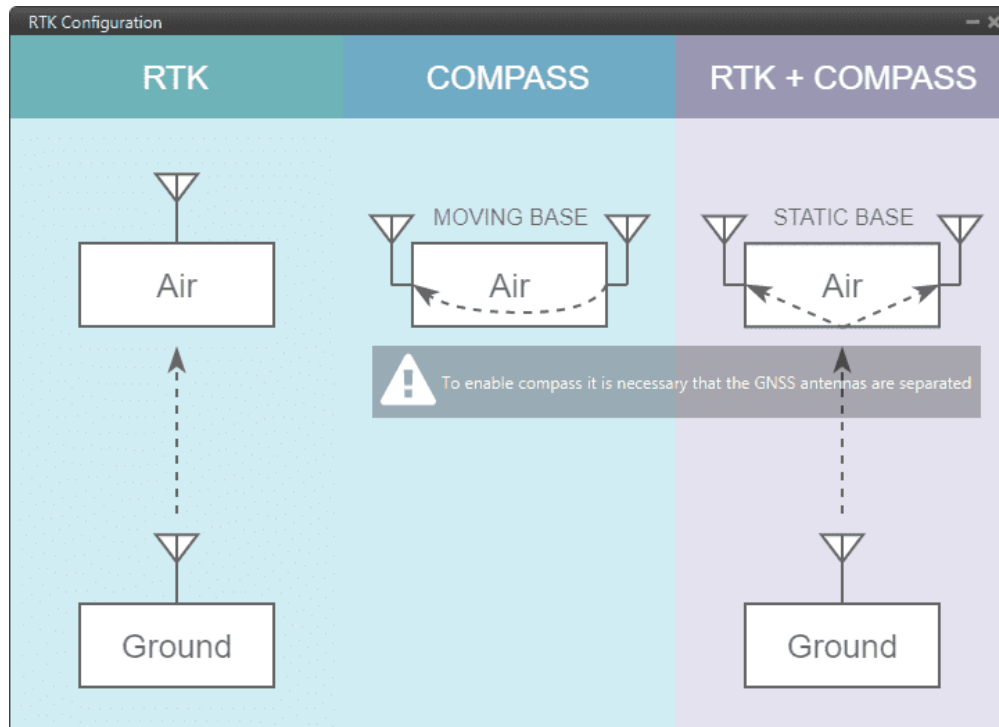 RTK Configuration
RTK
COMPASS
RTK + COMPASS
MOVING BASE
STATIC BASE
Air
Air
Air
To enable compass it is necessary that the GNSS antennas are separated
Ground
Ground